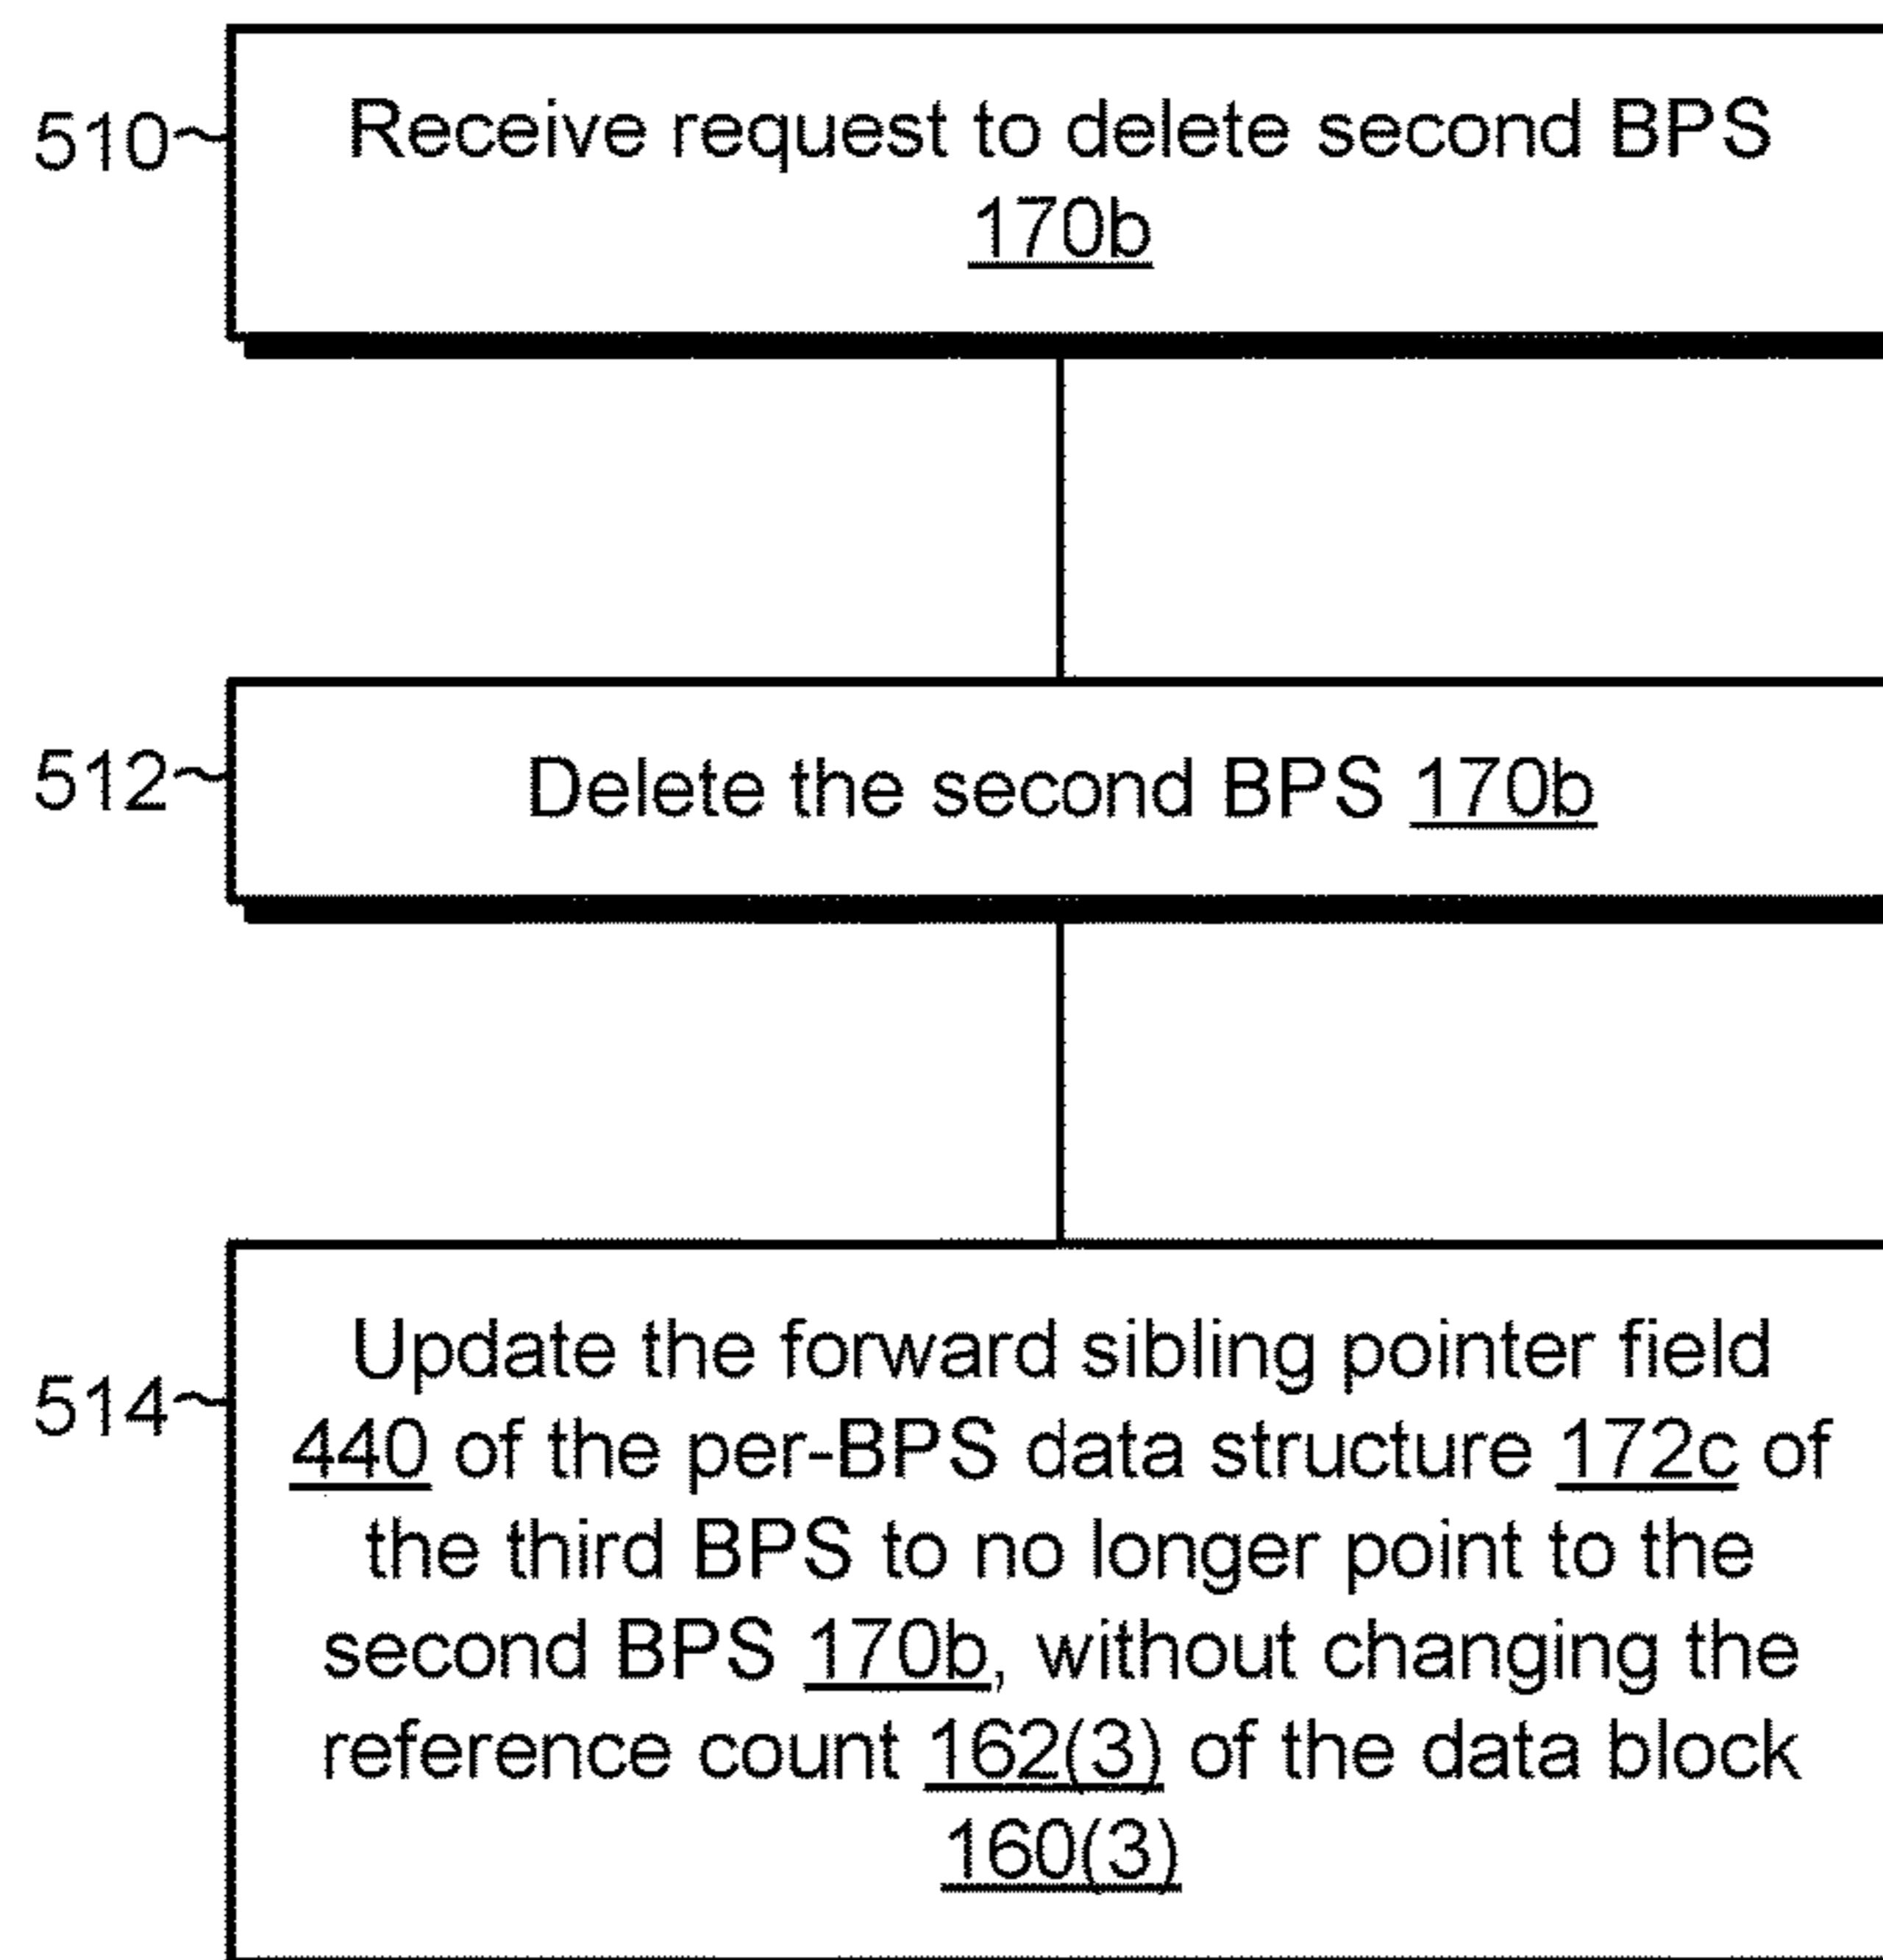 510
Receive request to delete second BPS
170b
512
Delete the second BPS 170b
514
Update the forward sibling pointer field
440 of the per-BPS data structure 172c of
the third BPS to no longer point to the
second BPS 170b, without changing the
reference count 162(3) of the data block
160(3)